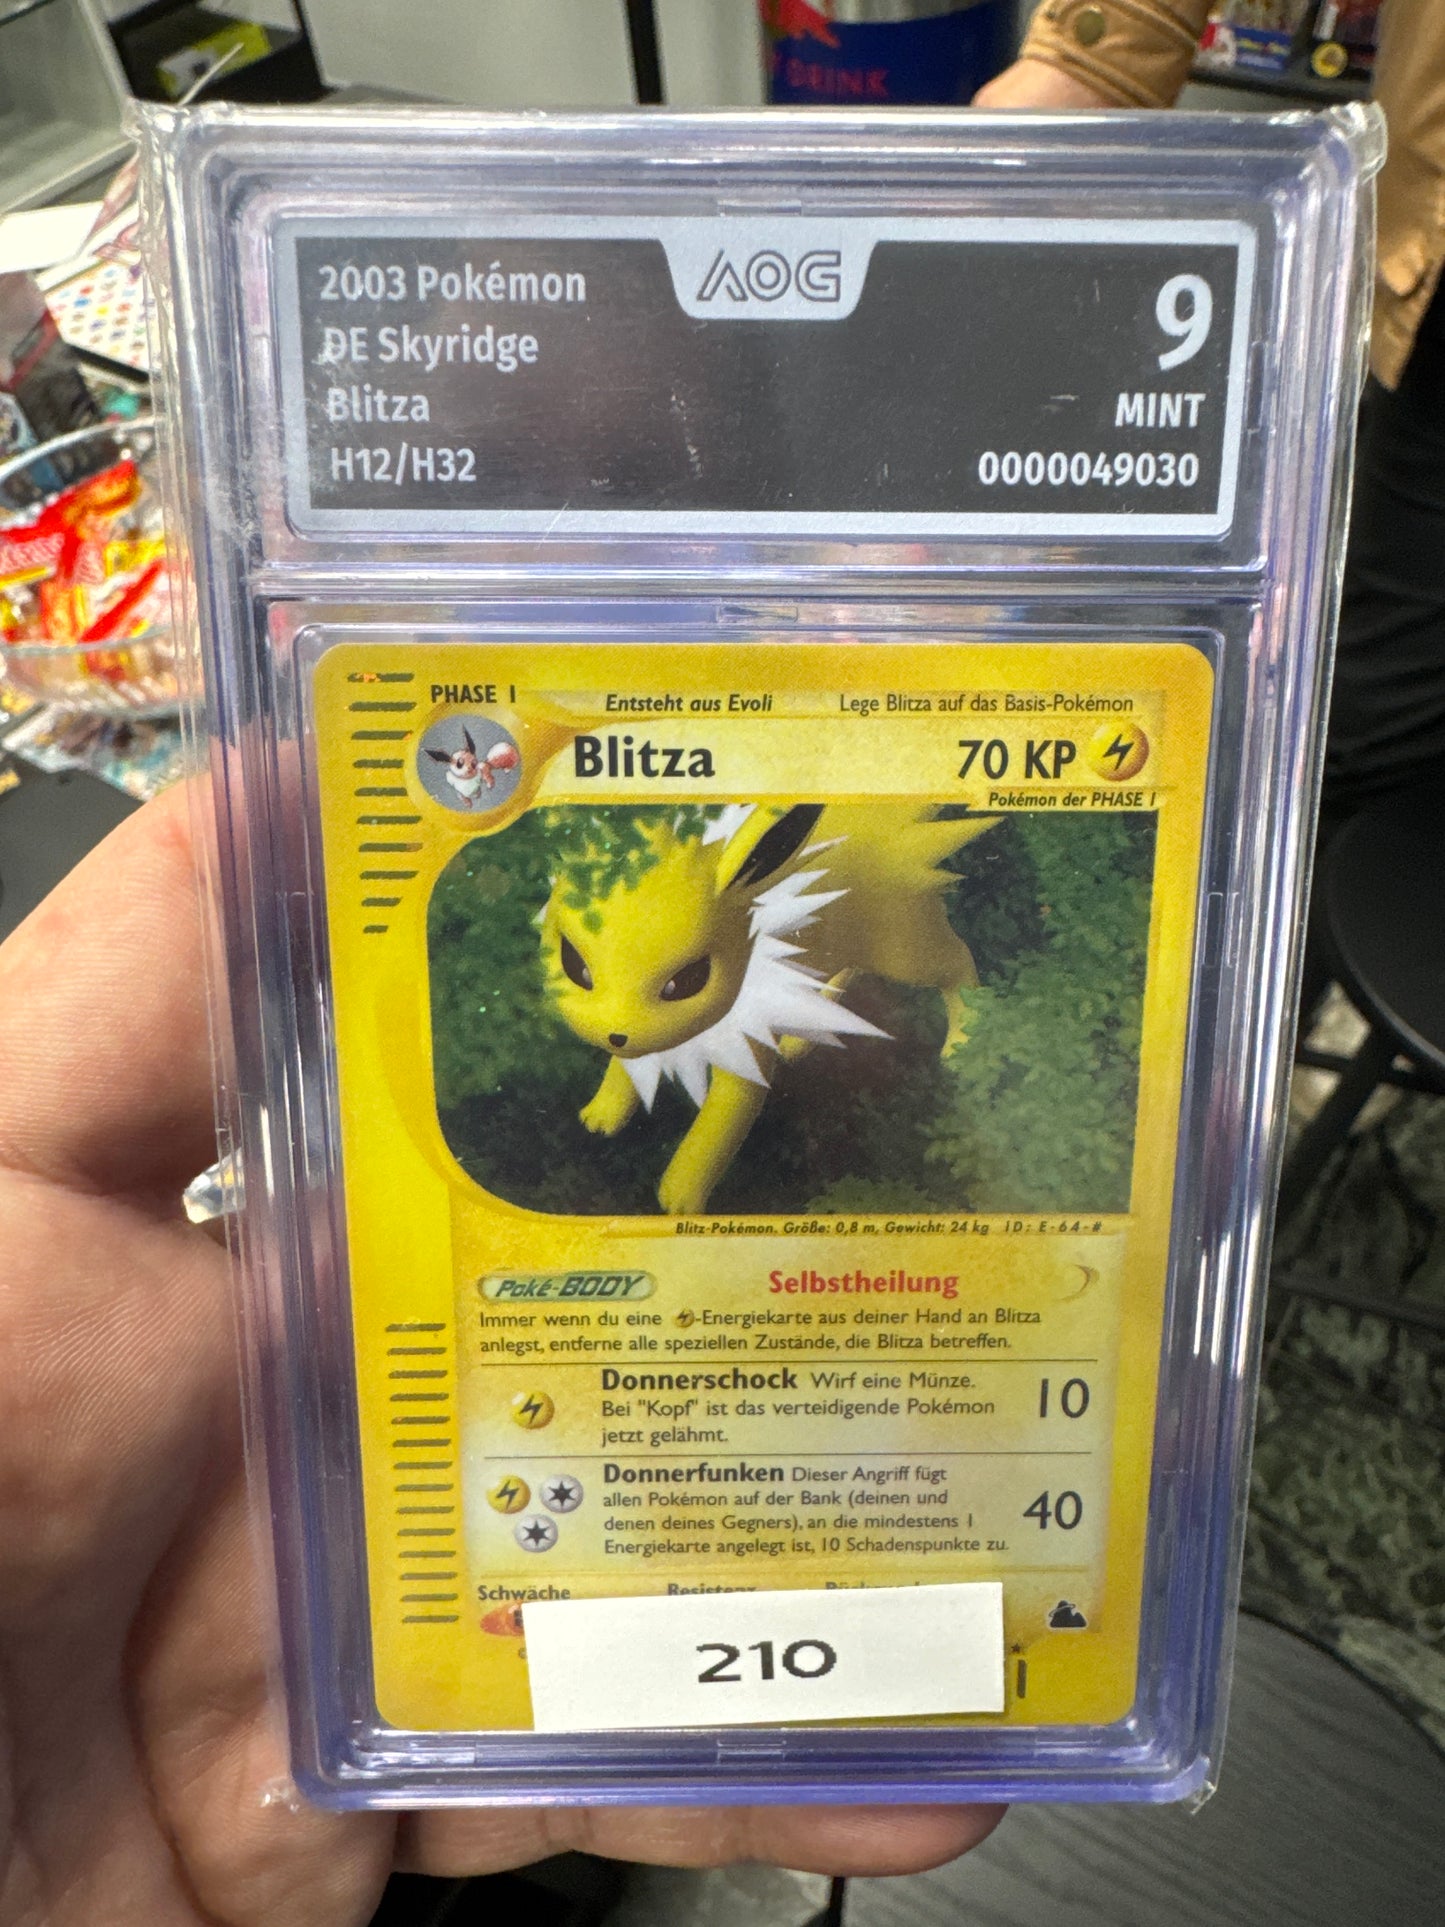 DRINK
AOG
2003 Pokémon
DE Skyridge
Blitza
H12/H32
9
MINT
0000049030
PHASE 1
Entsteht aus Evoli
Lege Blitza auf das Basis-Pokémon
Blitza
70 KP
Pokémon der PHASE 1
Blitz-Pokémon. Größe: 0,8 m, Gewicht: 24 kg ID: E-64-#
Poké-BODY
Selbstheilung
Immer wenn du eine -Energiekarte aus deiner Hand an Blitza
anlegst, entferne alle speziellen Zustände, die Blitza betreffen.
Donnerschock Wirf eine Münze.
Bei "Kopf" ist das verteidigende Pokémon
jetzt gelähmt.
10
Donnerfunken Dieser Angriff fügt
allen Pokémon auf der Bank (deinen und
denen deines Gegners), an die mindestens 1
Energiekarte angelegt ist, 10 Schadenspunkte zu.
40
Schwäche
Resistenz
210